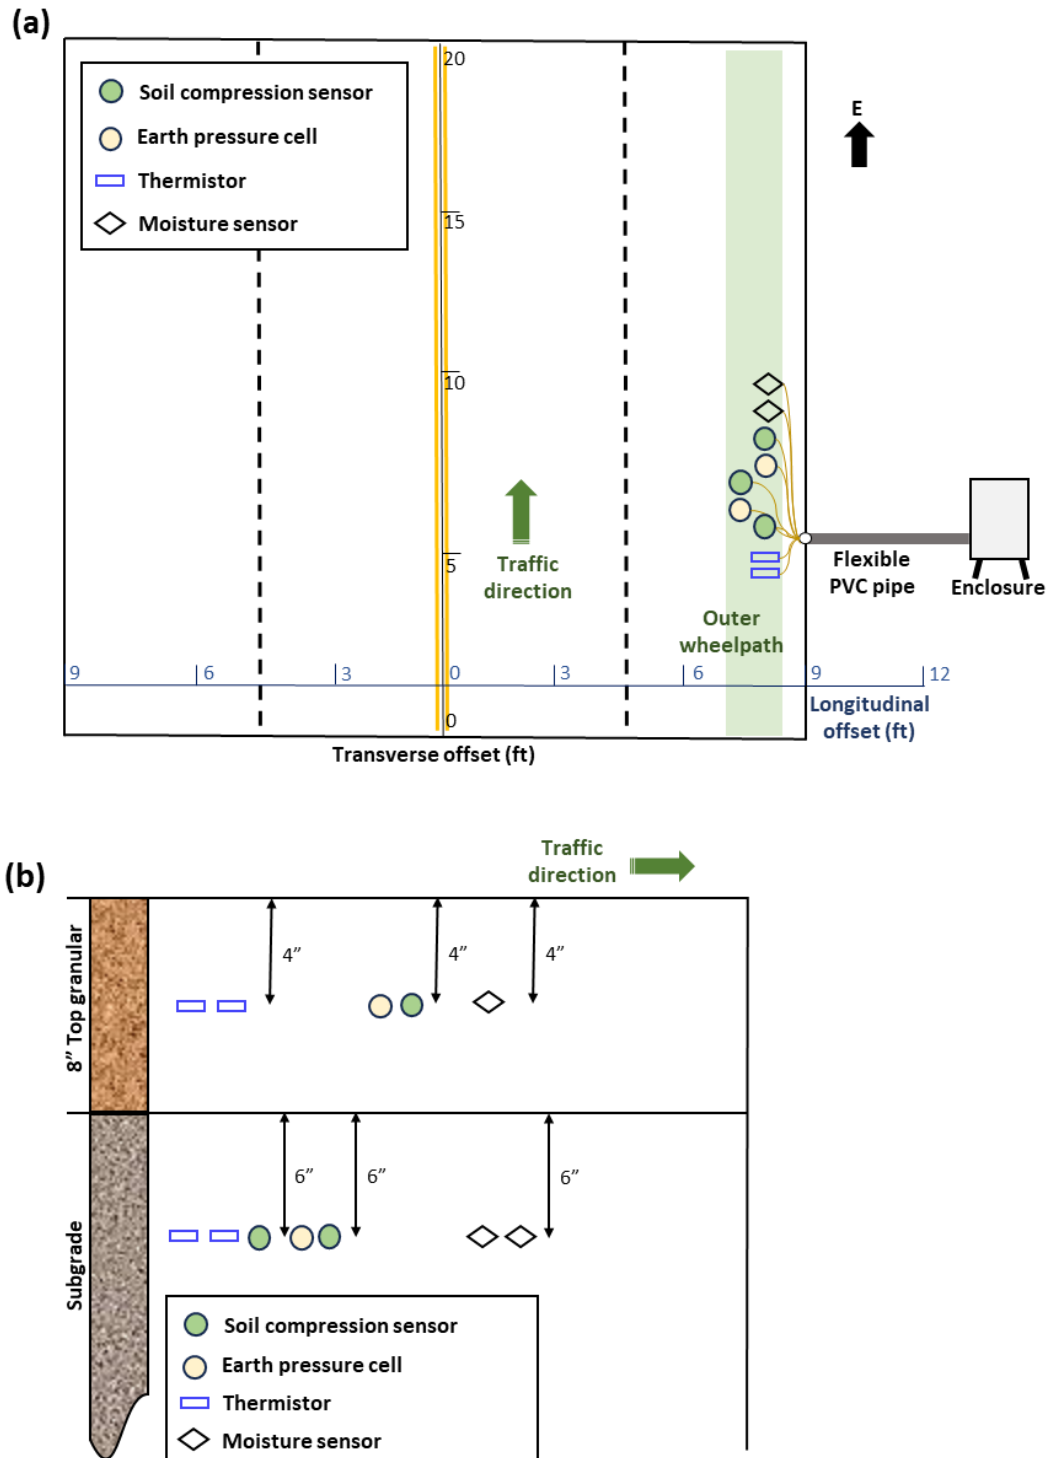 (a)
20
Soil compression sensor
Earth pressure cell
Thermistor
Moisture sensor
E
15
10
5
Traffic
direction
Flexible
PVC pipe
Enclosure
Outer
wheelpath
9 6 3 0 3 6 9 12
0
Longitudinal
offset (ft)
Transverse offset (ft)
(b)
Traffic
direction
8” Top granular
4” 4” 4”
Subgrade
6” 6” 6”
Soil compression sensor
Earth pressure cell
Thermistor
Moisture sensor